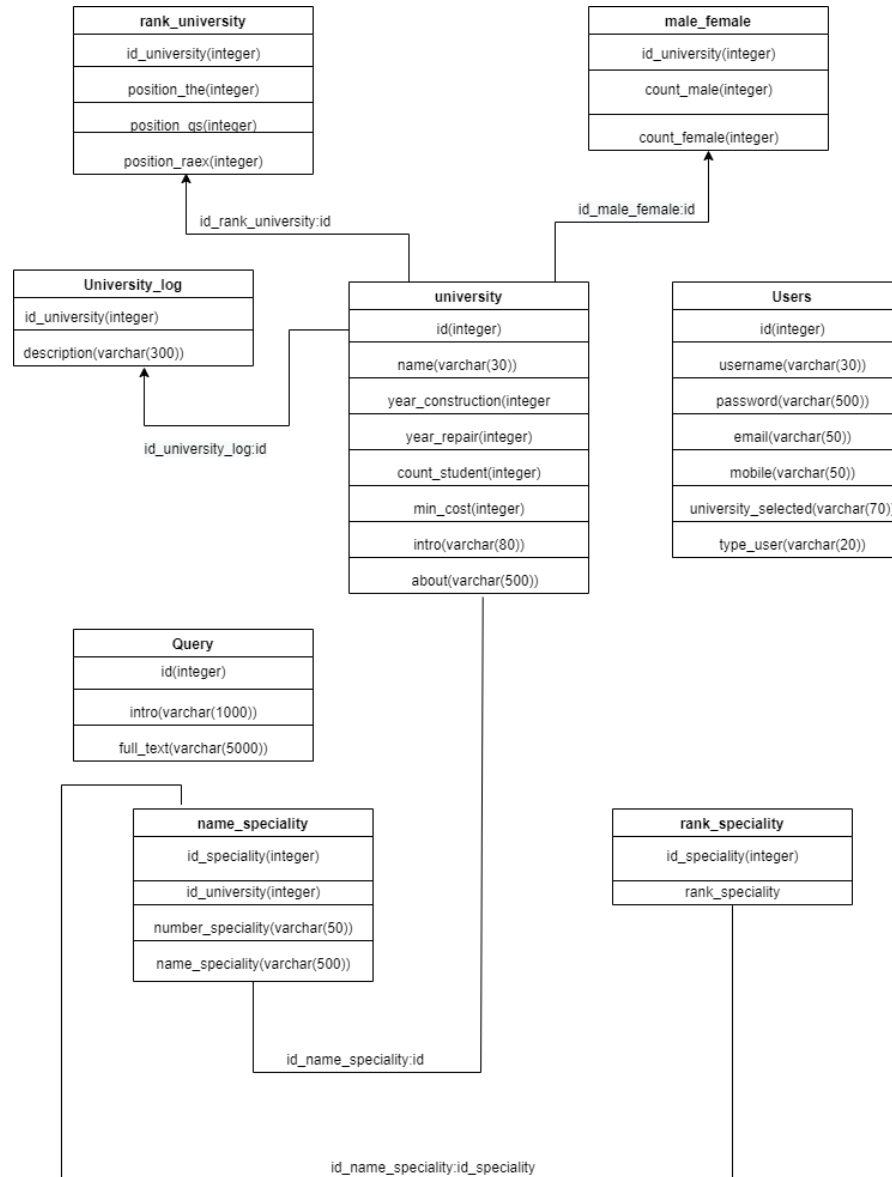 rank_university
id_university(integer)
position_the(integer)
position_qs(integer)
position_raex(integer)
male_female
id_university(integer)
count_male(integer)
count_female(integer)
id_rank_university:id
id_male_female:id
University_log
id_university(integer)
description(varchar(300))
id_university_log:id
university
id(integer)
name(varchar(30))
year_construction(integer
year_repair(integer)
count_student(integer)
min_cost(integer)
intro(varchar(80))
about(varchar(500))
Users
id(integer)
username(varchar(30))
password(varchar(500))
email(varchar(50))
mobile(varchar(50))
university_selected(varchar(70))
type_user(varchar(20))
Query
id(integer)
intro(varchar(1000))
full_text(varchar(5000))
name_speciality
id_speciality(integer)
id_university(integer)
number_speciality(varchar(50))
name_speciality(varchar(500))
rank_speciality
id_speciality(integer)
rank_speciality
id_name_speciality:id
id_name_speciality:id_speciality